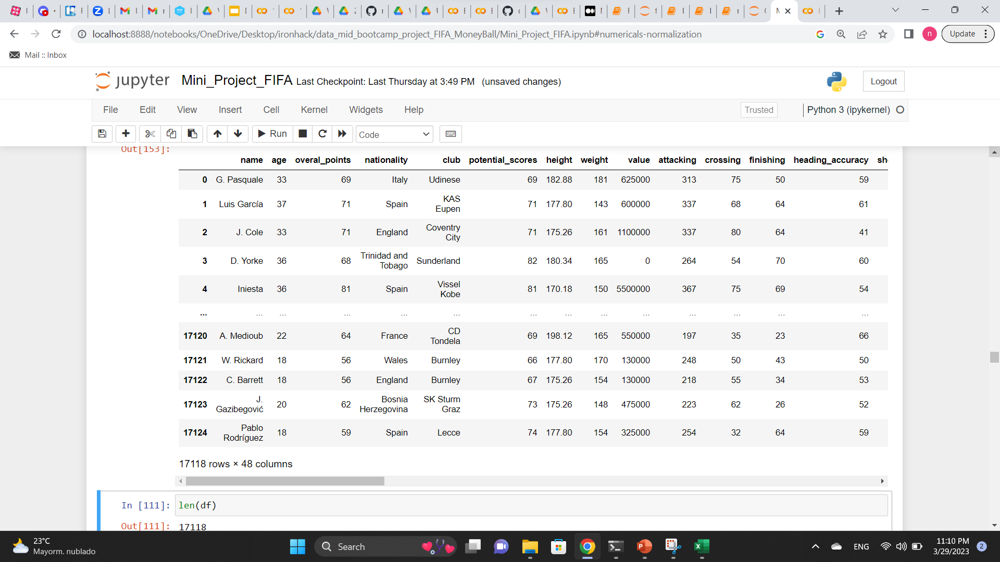 localhost:8888/notebooks/OneDrive/Desktop/ironhack/data_mid_bootcamp_project_FIFA_MoneyBall/Mini_Project_FIFA.ipynb#numericals-normalization
n
Update
Mail :: Inbox
jupyter Mini_Project_FIFA Last Checkpoint: Last Thursday at 3:49 PM (unsaved changes)
Logout
File Edit View Insert Cell Kernel Widgets Help
Trusted
Python 3 (ipykernel)
Run
Code
Out[153]:
name age overal_points nationality club potential_scores height weight value attacking crossing finishing heading_accuracy
0 G. Pasquale 33 69 Italy Udinese 69 182.88 181 625000 313 75 50 59
1 Luis García 37 71 Spain KAS Eupen 71 177.80 143 600000 337 68 64 61
2 J. Cole 33 71 England Coventry City 71 175.26 161 1100000 337 80 64 41
3 D. Yorke 36 68 Trinidad and Tobago Sunderland 82 180.34 165 0 264 54 70 60
4 Iniesta 36 81 Spain Vissel Kobe 81 170.18 150 5500000 367 75 69 54
... ... ... ... ... ... ... ... ... ... ... ... ... ...
17120 A. Medioub 22 64 France CD Tondela 69 198.12 165 550000 197 35 23 66
17121 W. Rickard 18 56 Wales Burnley 66 177.80 170 130000 248 50 43 50
17122 C. Barrett 18 56 England Burnley 67 175.26 154 130000 218 55 34 53
17123 J. Gazibegović 20 62 Bosnia Herzegovina SK Sturm Graz 73 175.26 148 475000 223 62 26 52
17124 Pablo Rodríguez 18 59 Spain Lecce 74 177.80 154 325000 254 32 64 59
17118 rows × 48 columns
In [111]: len(df)
Out[111]: 17118
23°C
Mayorm. nublado
Search
ENG
11:10 PM
3/29/2023
2